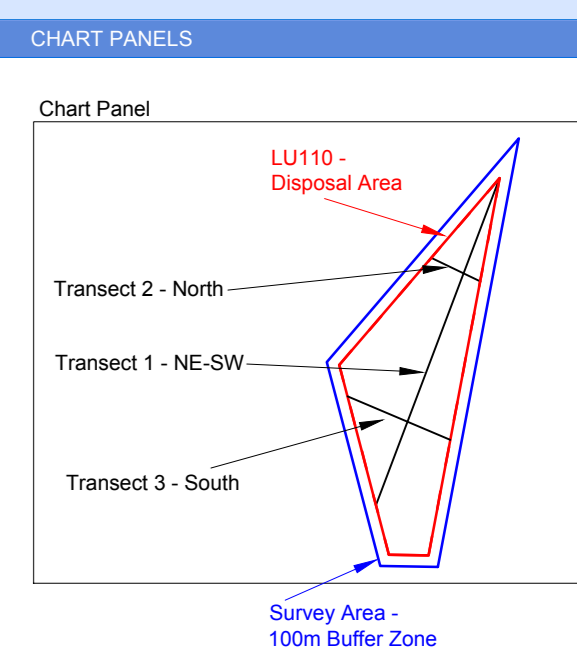 CHART PANELS
Chart Panel
LU110 -
Disposal Area
Transect 2 - North
Transect 1 - NE-SW
Transect 3 - South
Survey Area -
100m Buffer Zone